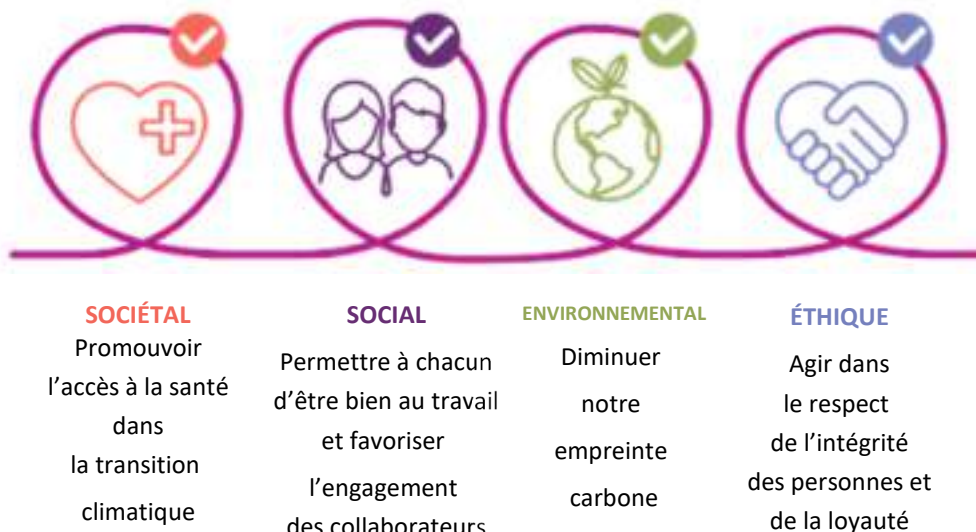 SOCIÉTAL
Promouvoir
l’accès à la santé
dans
la transition
climatique
SOCIAL
Permettre à chacun
d’être bien au travail
et favoriser
l’engagement
des collaborateurs
ENVIRONNEMENTAL
Diminuer
notre
empreinte
carbone
ÉTHIQUE
Agir dans
le respect
de l’intégrité
des personnes et
de la loyauté